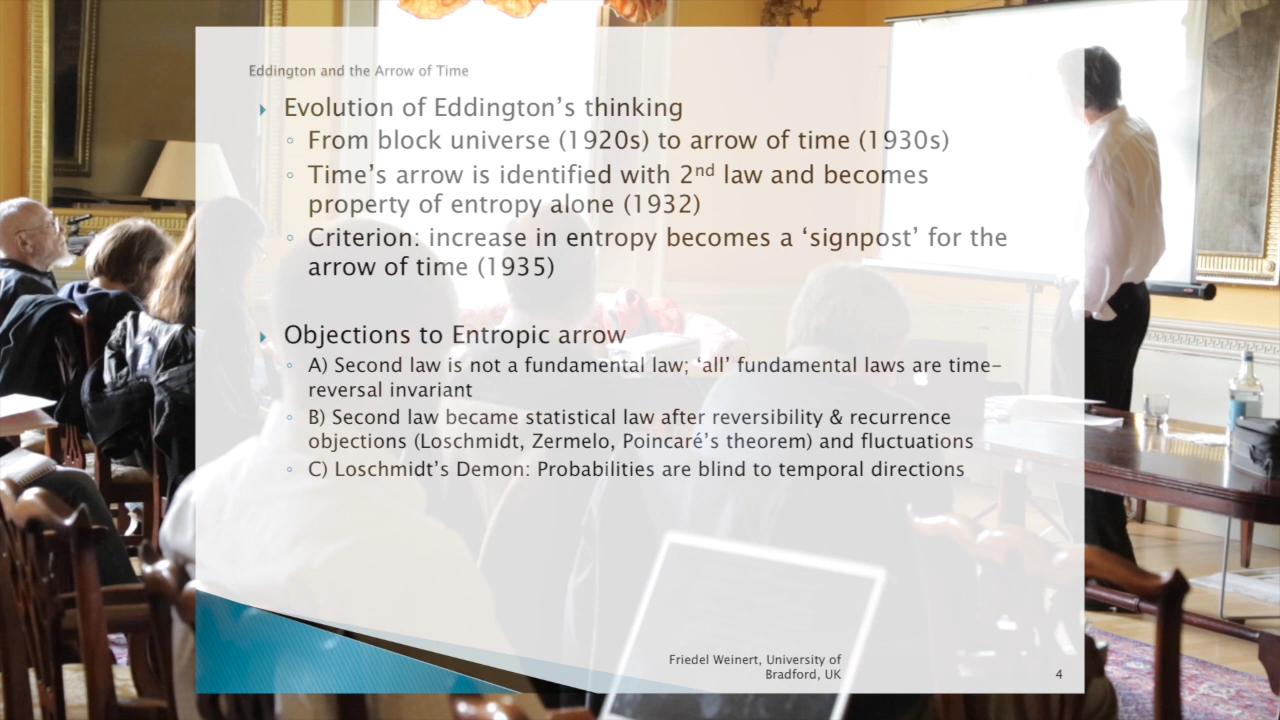 Eddington and the Arrow of Time
Evolution of Eddington’s thinking
From block universe (1920s) to arrow of time (1930s)
Time’s arrow is identified with 2nd law and becomes
property of entropy alone (1932)
Criterion: increase in entropy becomes a ‘signpost’ for the
arrow of time (1935)
Objections to Entropic arrow
A) Second law is not a fundamental law; ‘all’ fundamental laws are time-
reversal invariant
B) Second law became statistical law after reversibility & recurrence
objections (Loschmidt, Zermelo, Poincaré’s theorem) and fluctuations
C) Loschmidt’s Demon: Probabilities are blind to temporal directions
Friedel Weinert, University of
Bradford, UK
4